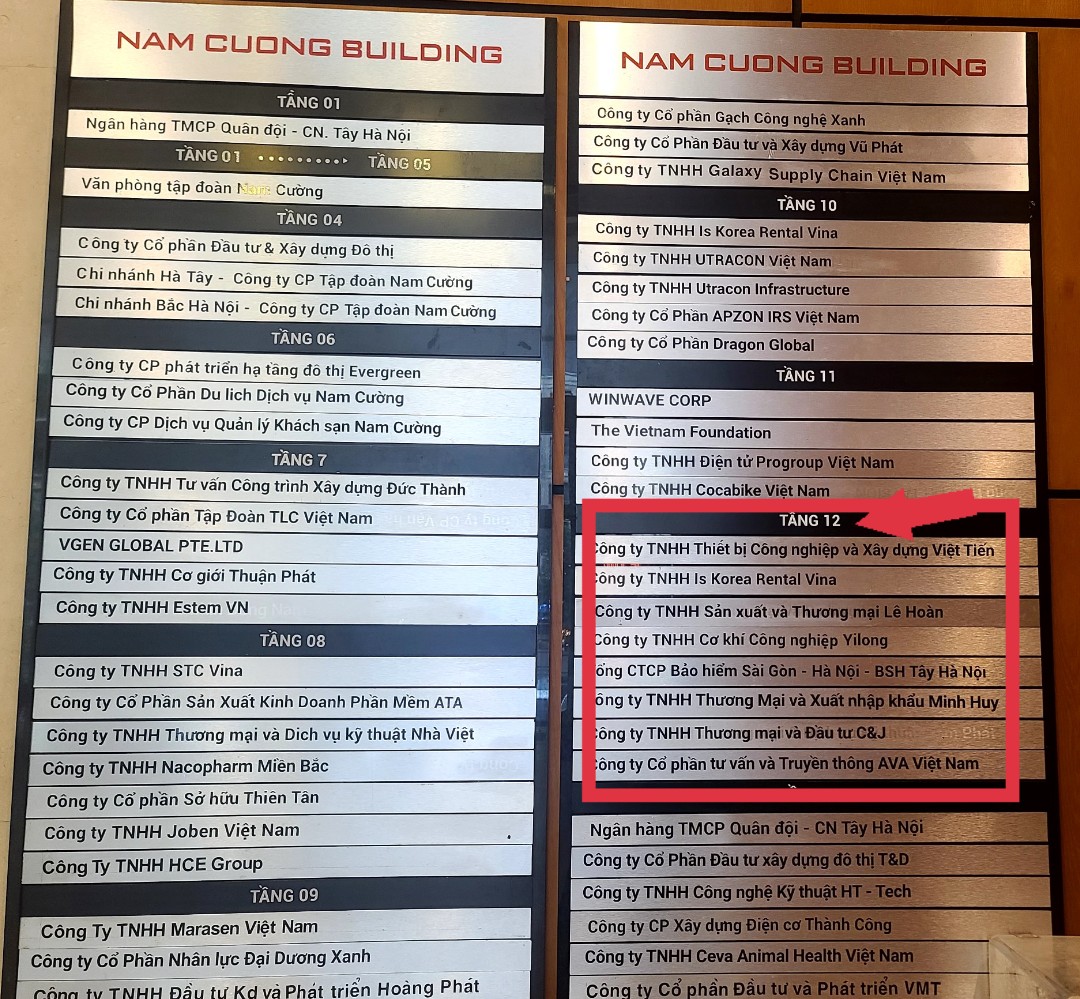 NAM CUONG BUILDING
TẦNG 01
Ngân hàng TMCP Quân đội - CN. Tây Hà Nội
TẦNG 01 TẦNG 05
Văn phòng tập đoàn Nam Cường
TẦNG 04
Công ty Cổ phần Đầu tư & Xây dựng Đô thị
Chi nhánh Hà Tây - Công ty CP Tập đoàn Nam Cường
Chi nhánh Bắc Hà Nội - Công ty CP Tập đoàn Nam Cường
TẦNG 06
Công ty CP phát triển hạ tầng đô thị Evergreen
Công ty Cổ Phần Du lich Dịch vụ Nam Cường
Công ty CP Dịch vụ Quản lý Khách sạn Nam Cường
TẦNG 7
Công ty TNHH Tư vấn Công trình Xây dựng Đức Thành
Công ty Cổ phần Tập Đoàn TLC Việt Nam
VGEN GLOBAL PTE.LTD
Công ty TNHH Cơ giới Thuận Phát
Công ty TNHH Estem VN
TẦNG 08
Công ty TNHH STC Vina
Công ty Cổ Phần Sản Xuất Kinh Doanh Phần Mềm ATA
Công ty TNHH Thương mại và Dich vụ kỹ thuật Nhà Việt
Công ty TNHH Nacopharm Miền Bắc
Công ty Cổ phần Sở hữu Thiên Tân
Công ty TNHH Joben Việt Nam
Công Ty TNHH HCE Group
TẦNG 09
Công Ty TNHH Marasen Việt Nam
Công ty Cổ Phần Nhân lực Đại Dương Xanh
Công ty TNHH Đầu tư Kd và Phát triển Hoàng Phát
NAM CUONG BUILDING
Công ty Cổ phần Gạch Công nghệ Xanh
Công ty Cổ Phần Đầu tư và Xây dựng Vũ Phát
Công ty TNHH Galaxy Supply Chain Việt Nam
TẦNG 10
Công ty TNHH Is Korea Rental Vina
Công ty TNHH UTRACON Việt Nam
Công ty TNHH Utracon Infrastructure
Công ty Cổ Phần APZON IRS Việt Nam
Công ty Cổ Phần Dragon Global
TẦNG 11
WINWAVE CORP
The Vietnam Foundation
Công ty TNHH Điện tử Progroup Việt Nam
Công ty TNHH Cocabike Việt Nam
TẦNG 12
Công ty TNHH Thiết bị Công nghiệp và Xây dựng Việt Tiến
Công ty TNHH Is Korea Rental Vina
Công ty TNHH Sản xuất và Thương mại Lê Hoàn
Công ty TNHH Cơ khí Công nghiệp Yilong
CTCP Bảo hiểm Sài Gòn - Hà Nội - BSH Tây Hà Nội
Công ty TNHH Thương Mại và Xuất nhập khẩu Minh Huy
Công ty TNHH Thương mại và Đầu tư C&J
Công ty Cổ phần tư vấn và Truyền thông AVA Việt Nam
Ngân hàng TMCP Quân đội - CN Tây Hà Nội
Công ty Cổ Phần Đầu tư xây dựng đô thị T&D
Công ty TNHH Công nghệ Kỹ thuật HT - Tech
Công ty CP Xây dựng Điện cơ Thành Công
Công ty TNHH Ceva Animal Health Việt Nam
Công ty Cổ phần Đầu tư và Phát triển VMT